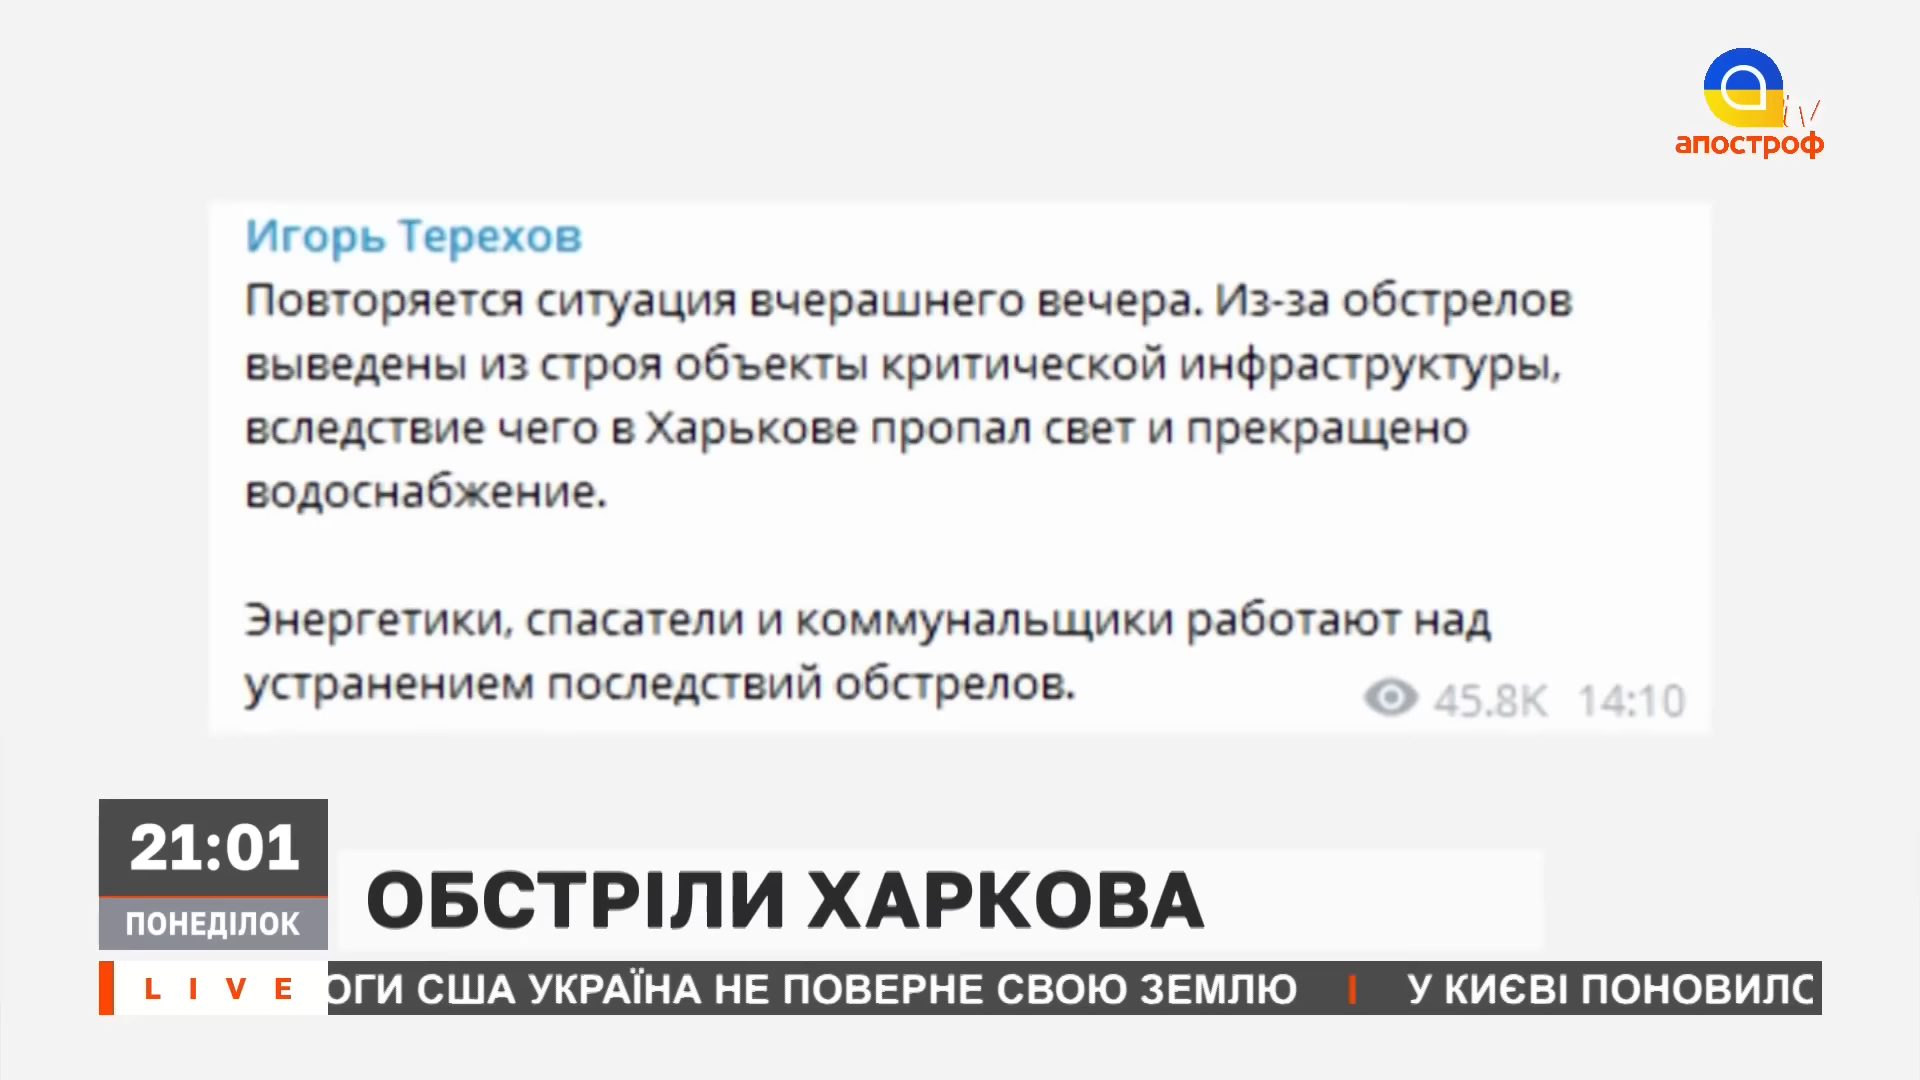 tv
апостроф
Игорь Терехов
Повторяется ситуация вчерашнего вечера. Из-за обстрелов
выведены из строя объекты критической инфраструктуры,
вследствие чего в Харькове пропал свет и прекращено
водоснабжение.
Энергетики, спасатели и коммунальщики работают над
устранением последствий обстрелов.
45.8K 14:10
21:01
ПОНЕДІЛОК
ОБСТРІЛИ ХАРКОВА
LIVE
ОГИ США УКРАЇНА НЕ ПОВЕРНЕ СВОЮ ЗЕМЛЮ | У КИЄВІ ПОНОВИЛО